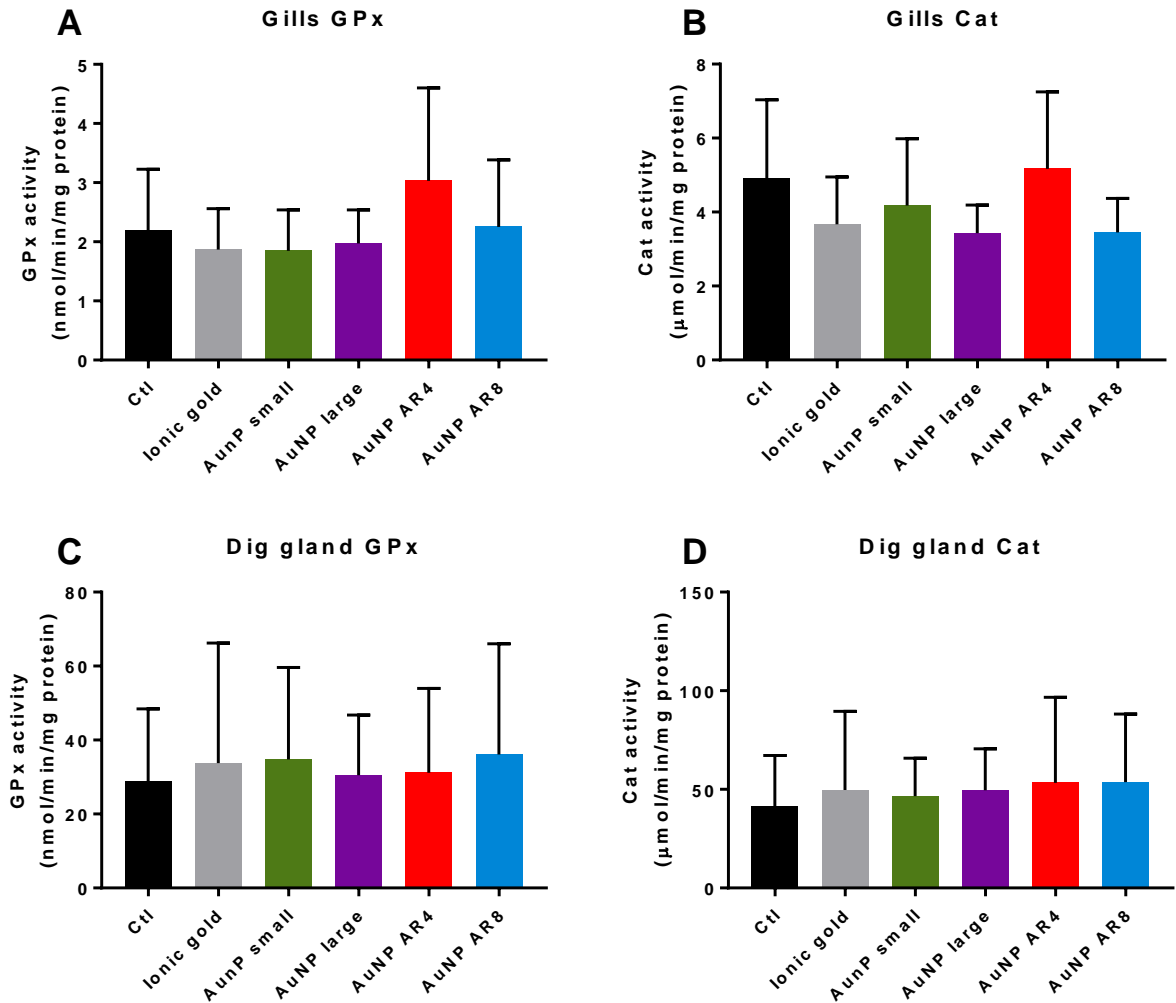 A
Gills GPx
GPx activity
(nmol/min/mg protein)
5
4
3
2
1
0
Ctl
Ionic gold
AunP small
AuNP large
AuNP AR4
AuNP AR8
B
Gills Cat
Cat activity
(μmol/min/mg protein)
8
6
4
2
0
Ctl
Ionic gold
AunP small
AuNP large
AuNP AR4
AuNP AR8
C
Dig gland GPx
GPx activity
(nmol/min/mg protein)
80
60
40
20
0
Ctl
Ionic gold
AunP small
AuNP large
AuNP AR4
AuNP AR8
D
Dig gland Cat
Cat activity
(μmol/min/mg protein)
150
100
50
0
Ctl
Ionic gold
AunP small
AuNP large
AuNP AR4
AuNP AR8